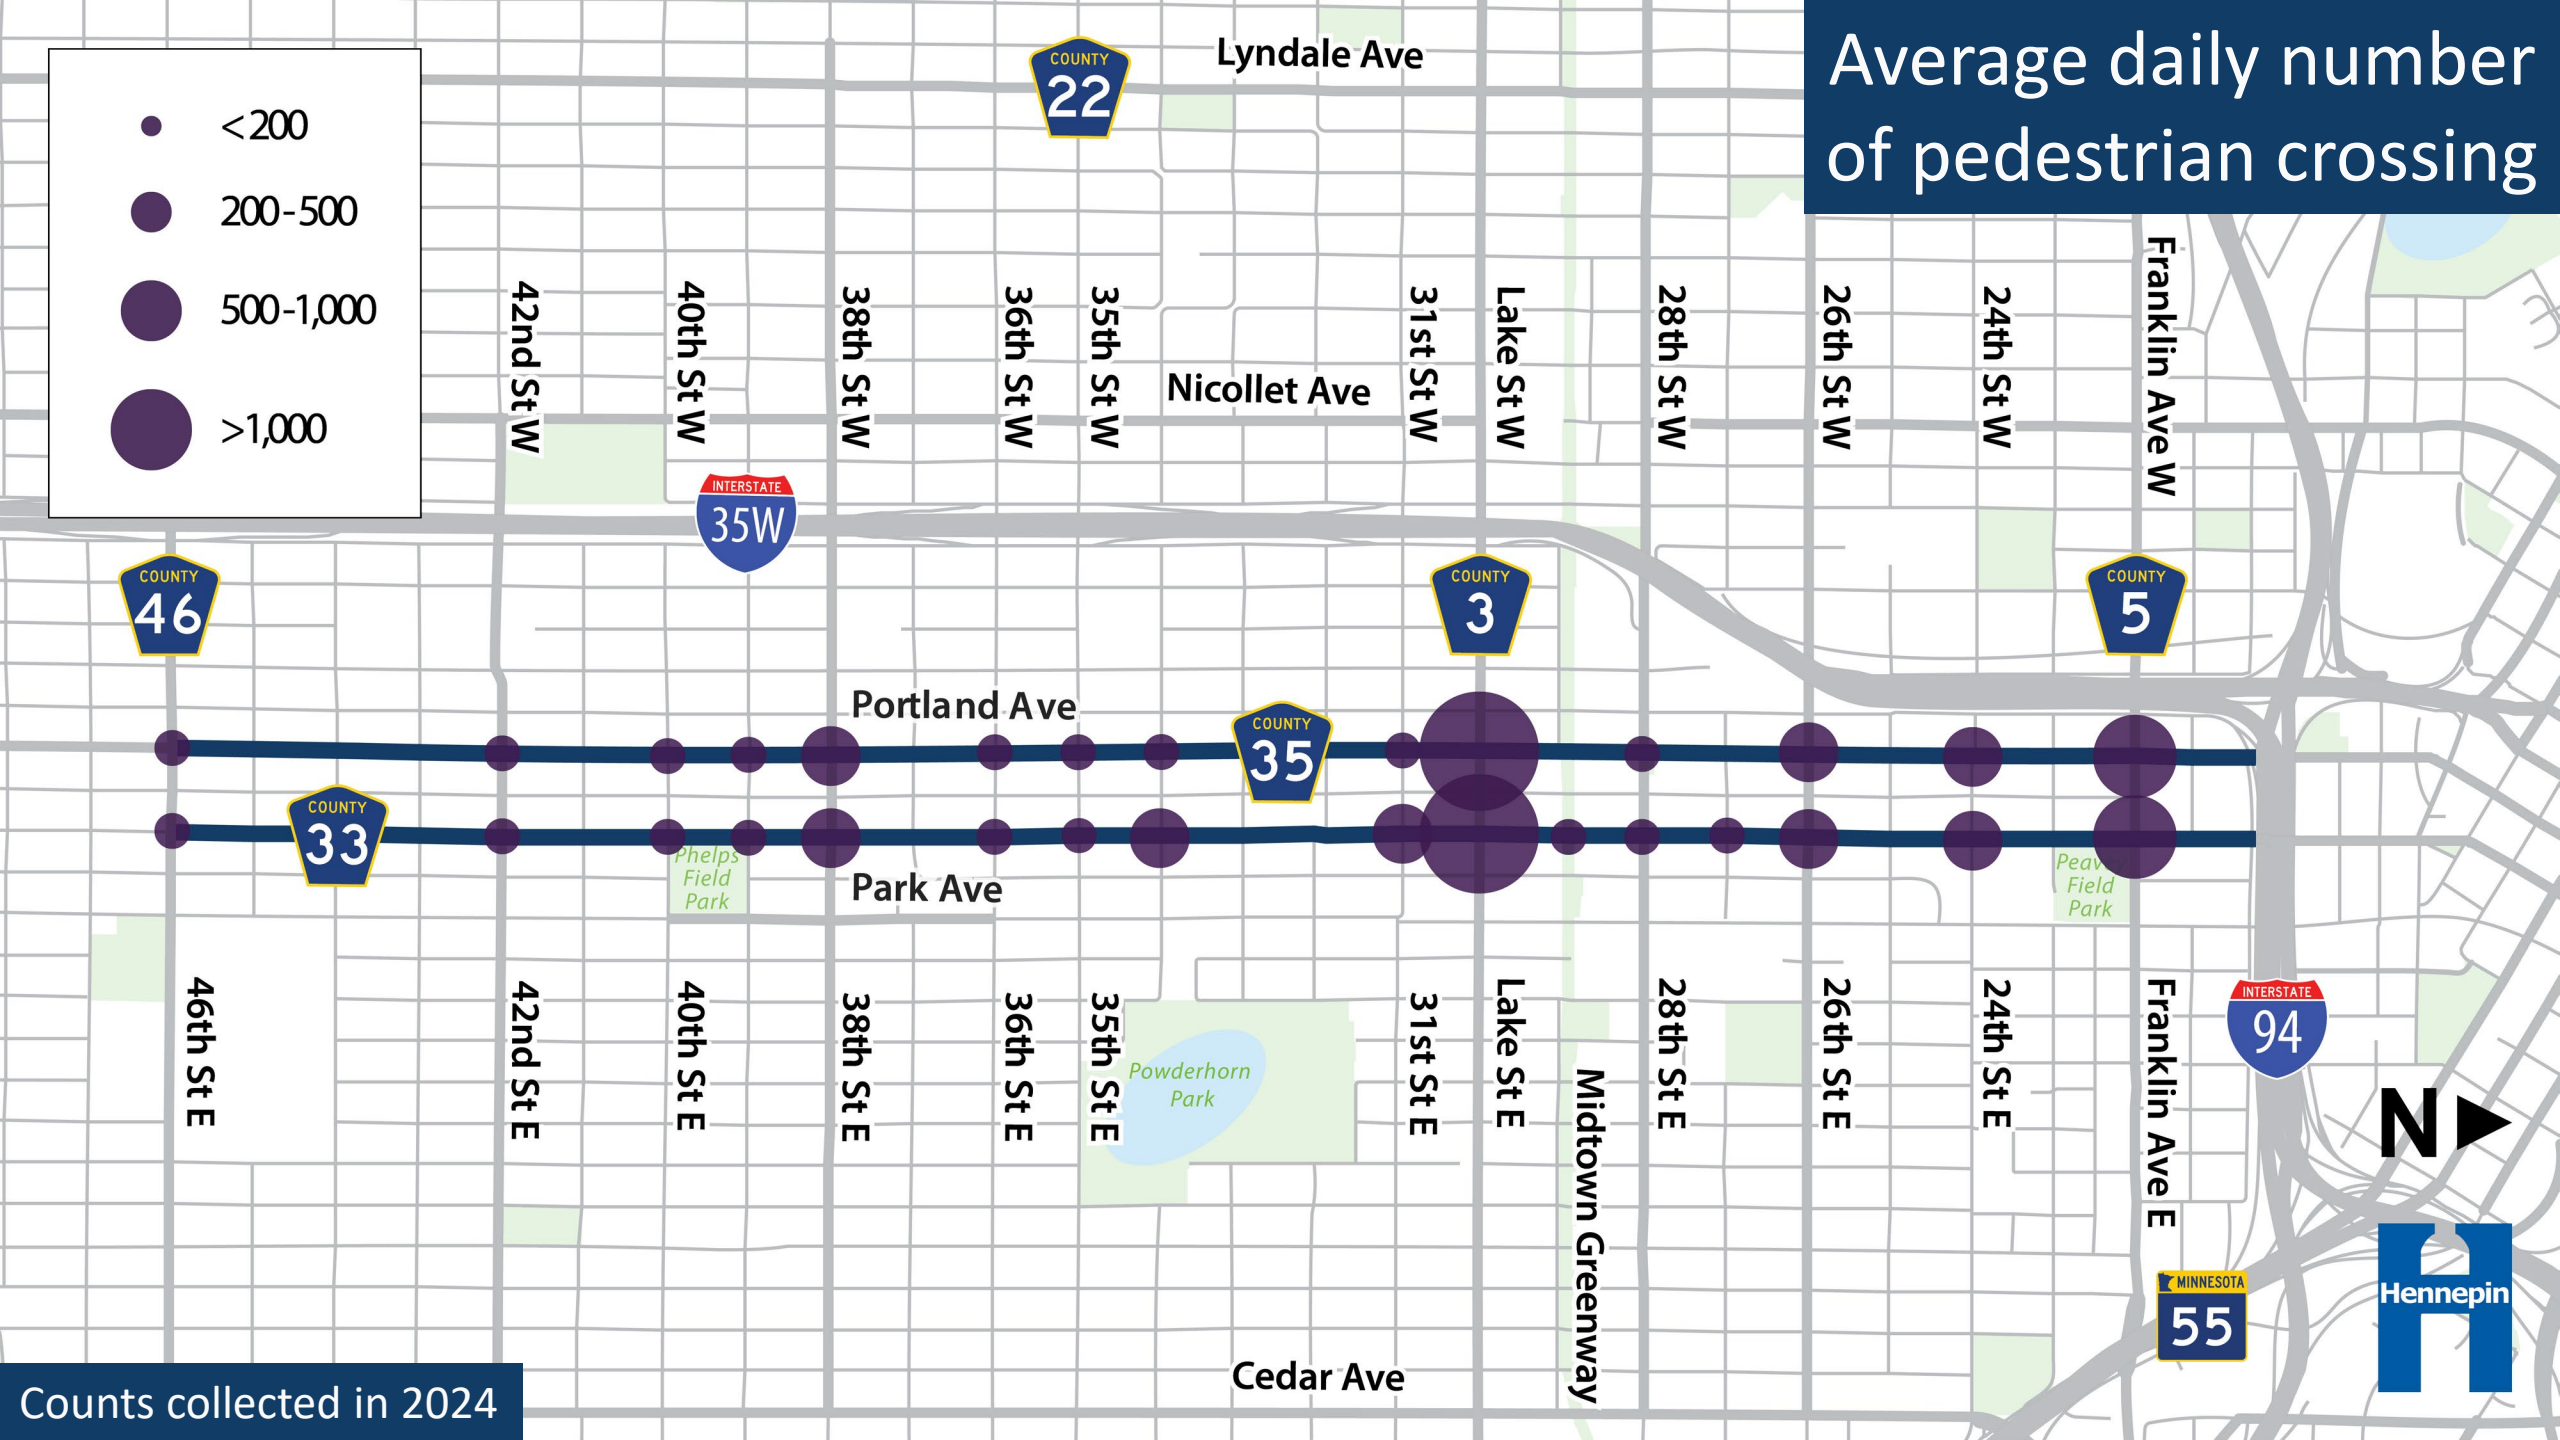 Average daily number
of pedestrian crossing
<200
200-500
500-1,000
>1,000
Lyndale Ave
COUNTY
22
42nd St W
40th St W
38th St W
36th St W
35th St W
31st St W
Lake St W
28th St W
26th St W
24th St W
Franklin Ave W
Nicollet Ave
INTERSTATE
35W
COUNTY
46
COUNTY
3
COUNTY
5
Portland Ave
COUNTY
35
COUNTY
33
Phelps
Field
Park
Park Ave
Peavey
Field
Park
46th St E
42nd St E
40th St E
38th St E
36th St E
35th St E
Powderhorn
Park
31st St E
Lake St E
Midtown Greenway
28th St E
26th St E
24th St E
Franklin Ave E
INTERSTATE
94
N
MINNESOTA
55
Hennepin
Cedar Ave
Counts collected in 2024